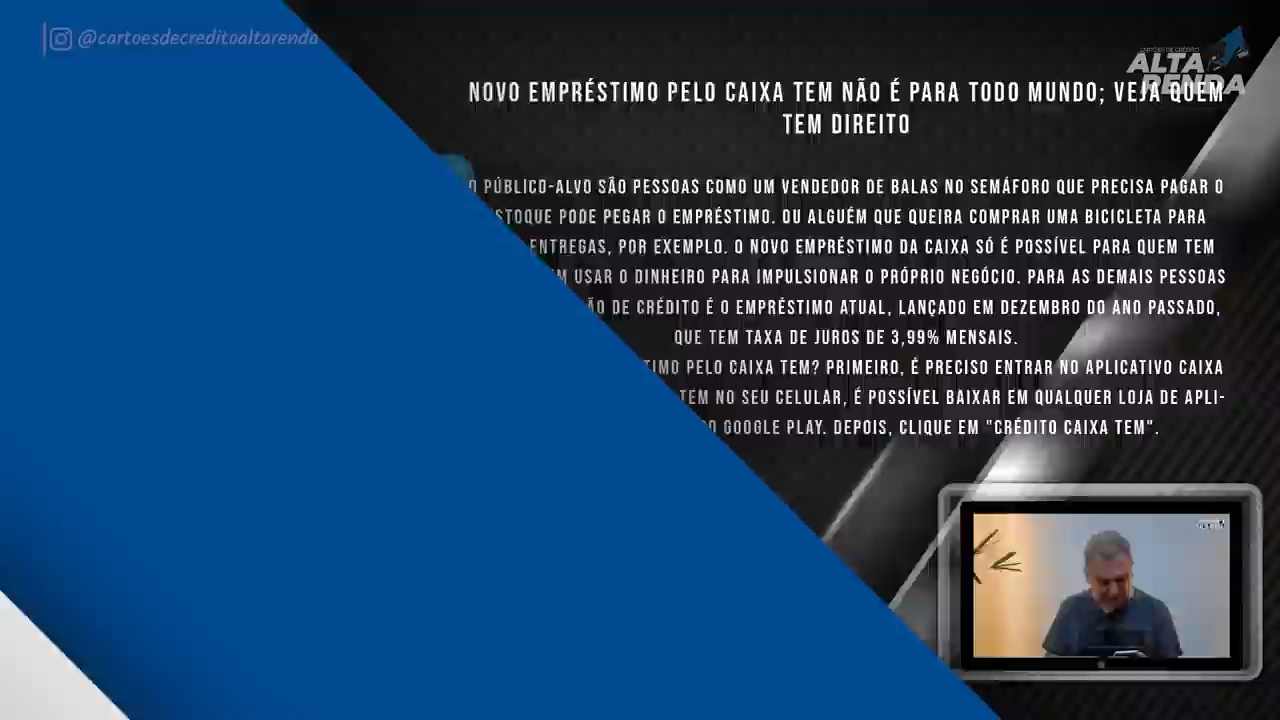 @cartoesdecreditoaltarenda
CARTÕES DE CRÉDITO
ALTA
RENDA
NOVO EMPRÉSTIMO PELO CAIXA TEM NÃO É PARA TODO MUNDO; VEJA QUEM
TEM DIREITO
O PÚBLICO-ALVO SÃO PESSOAS COMO UM VENDEDOR DE BALAS NO SEMÁFORO QUE PRECISA PAGAR O
STOQUE PODE PEGAR O EMPRÉSTIMO. OU ALGUÉM QUE QUEIRA COMPRAR UMA BICICLETA PARA
ENTREGAS, POR EXEMPLO. O NOVO EMPRÉSTIMO DA CAIXA SÓ É POSSÍVEL PARA QUEM TEM
USAR O DINHEIRO PARA IMPULSIONAR O PRÓPRIO NEGÓCIO. PARA AS DEMAIS PESSOAS
ÃO DE CRÉDITO É O EMPRÉSTIMO ATUAL, LANÇADO EM DEZEMBRO DO ANO PASSADO,
QUE TEM TAXA DE JUROS DE 3,99% MENSAIS.
TIMO PELO CAIXA TEM? PRIMEIRO, É PRECISO ENTRAR NO APLICATIVO CAIXA
TEM NO SEU CELULAR, É POSSÍVEL BAIXAR EM QUALQUER LOJA DE APLI-
O GOOGLE PLAY. DEPOIS, CLIQUE EM "CRÉDITO CAIXA TEM".